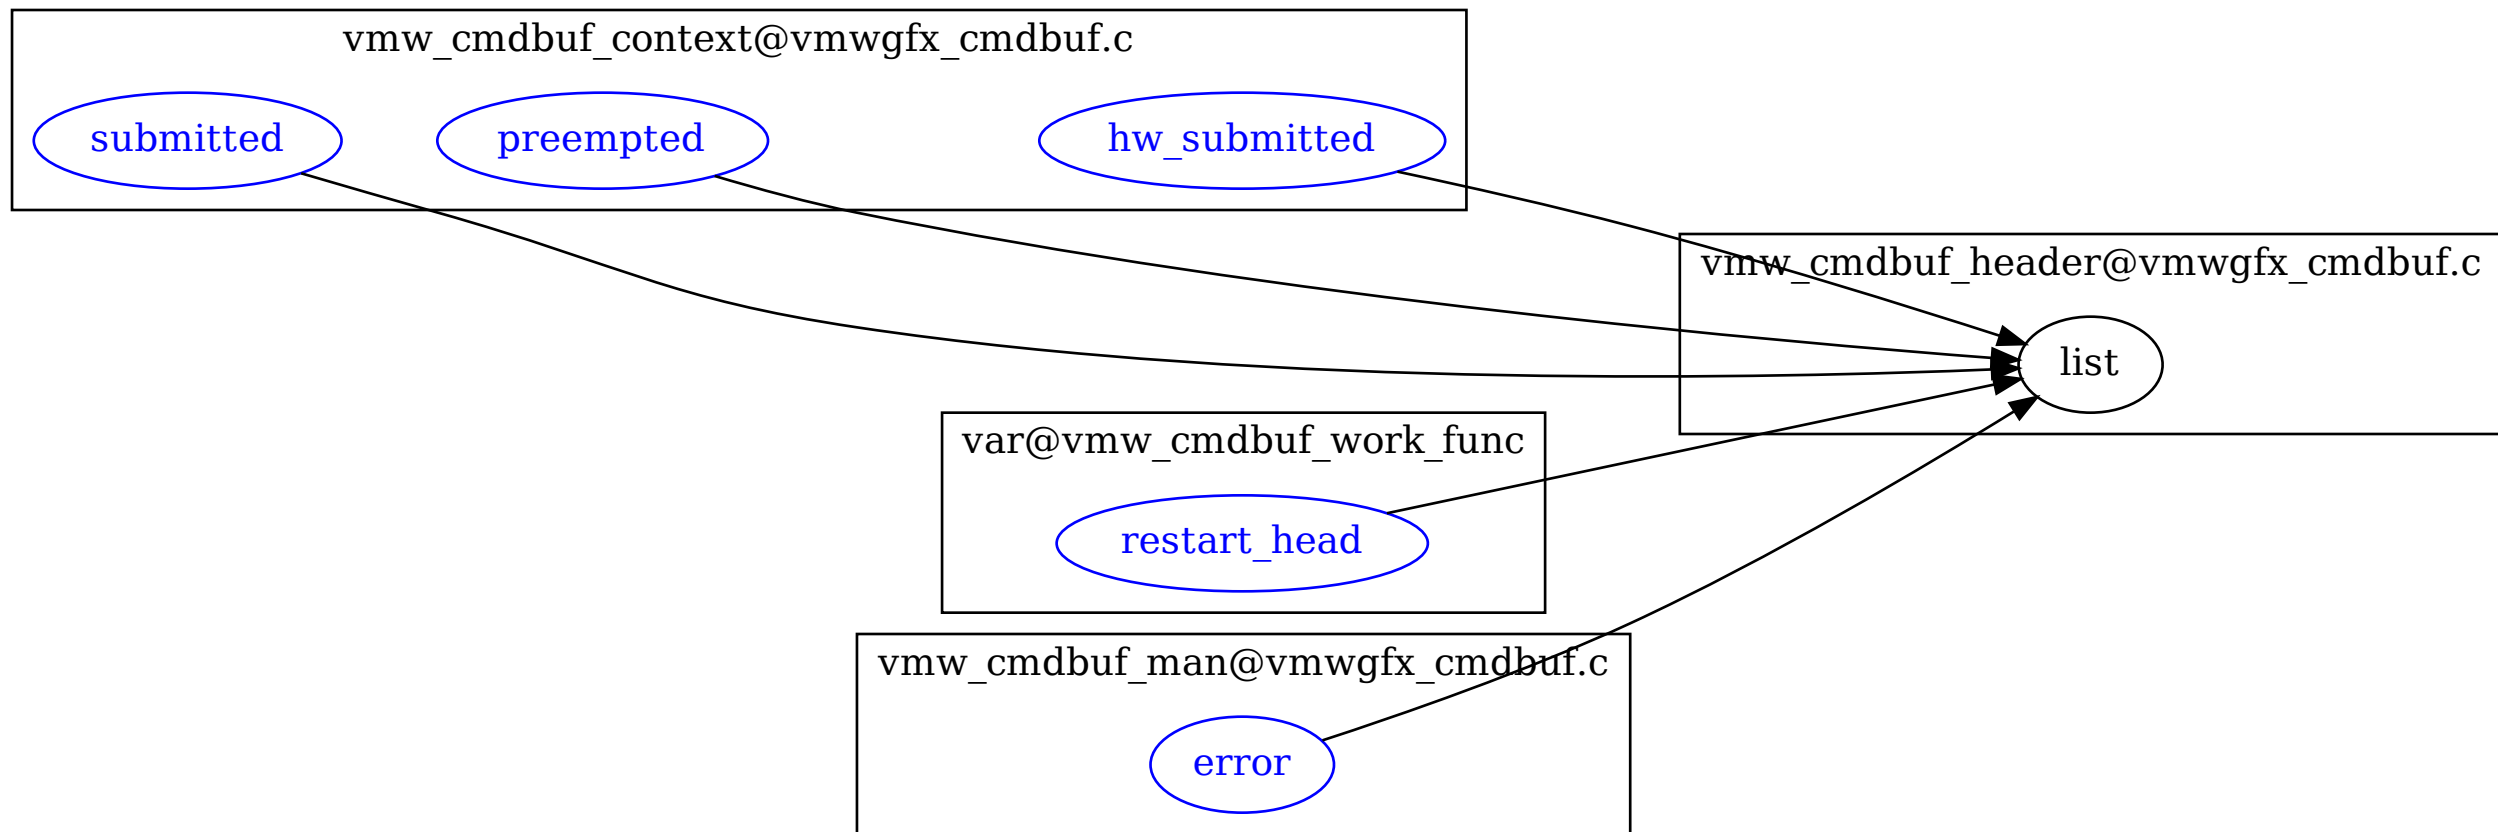 vmw_cmdbuf_context@vmwgfx_cmdbuf.c
submitted
preempted
hw_submitted
vmw_cmdbuf_header@vmwgfx_cmdbuf.c
list
var@vmw_cmdbuf_work_func
restart_head
vmw_cmdbuf_man@vmwgfx_cmdbuf.c
error